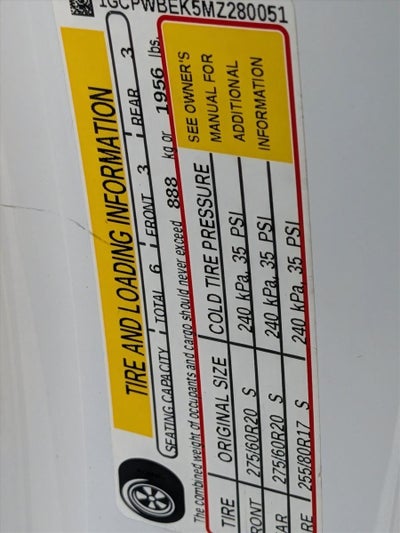 1GCPWBEK5MZ280051
TIRE AND LOADING INFORMATION
SEATING CAPACITY TOTAL 6 FRONT 3 REAR 3
The combined weight of occupants and cargo should never exceed 888 kg or 1956 lbs.
TIRE ORIGINAL SIZE COLD TIRE PRESSURE SEE OWNER'S
MANUAL FOR
ADDITIONAL
INFORMATION
RONT 275/60R20 S 240 kPa, 35 PSI
AR 275/60R20 S 240 kPa, 35 PSI
RE 255/80R17 S 240 kPa, 35 PSI